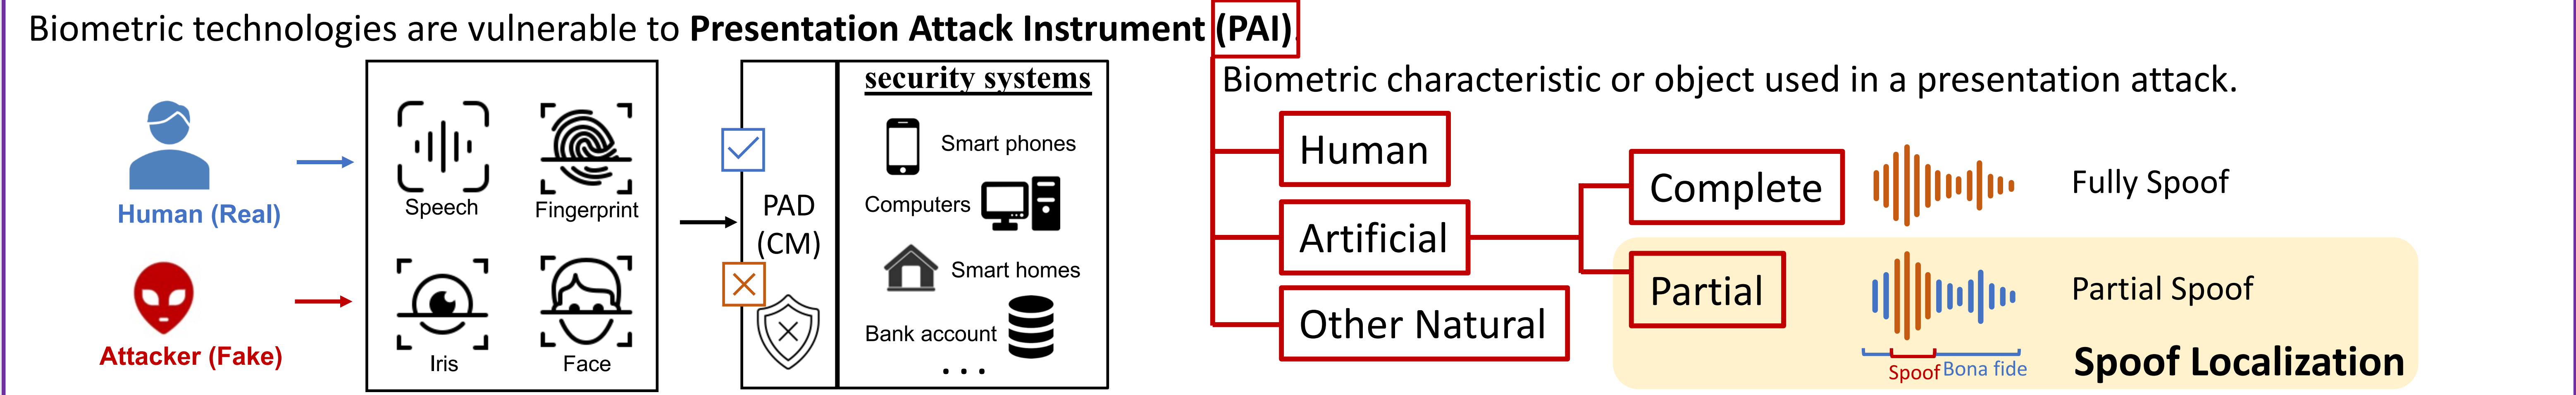 Biometric technologies are vulnerable to Presentation Attack Instrument (PAI)
Human (Real)
Attacker (Fake)
Speech
Fingerprint
Iris
Face
PAD
(CM)
security systems
Smart phones
Computers
Smart homes
Bank account
...
Biometric characteristic or object used in a presentation attack.
Human
Artificial
Other Natural
Complete
Fully Spoof
Partial
Partial Spoof
Spoof
Bona fide
Spoof Localization